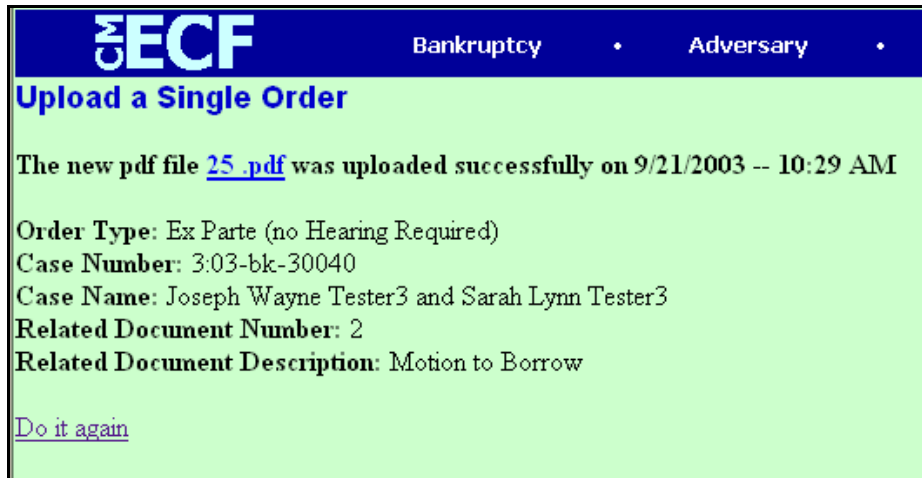 CM ECF Bankruptcy • Adversary •
Upload a Single Order
The new pdf file 25 .pdf was uploaded successfully on 9/21/2003 -- 10:29 AM
Order Type: Ex Parte (no Hearing Required)
Case Number: 3:03-bk-30040
Case Name: Joseph Wayne Tester3 and Sarah Lynn Tester3
Related Document Number: 2
Related Document Description: Motion to Borrow
Do it again